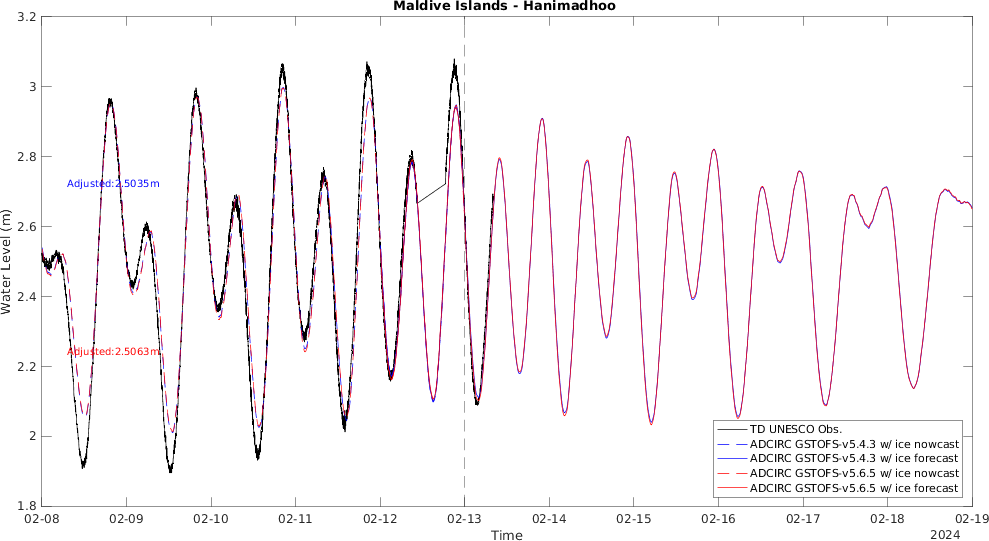 Maldive Islands - Hanimadhoo
3.2
3
2.8
2.6
2.4
2.2
2
1.8
Water Level (m)
Adjusted:2.5035m
Adjusted:2.5063m
TD UNESCO Obs.
ADCIRC GSTOFS-v5.4.3 w/ ice nowcast
ADCIRC GSTOFS-v5.4.3 w/ ice forecast
ADCIRC GSTOFS-v5.6.5 w/ ice nowcast
ADCIRC GSTOFS-v5.6.5 w/ ice forecast
02-08 02-09 02-10 02-11 02-12 02-13 02-14 02-15 02-16 02-17 02-18 02-19
Time
2024